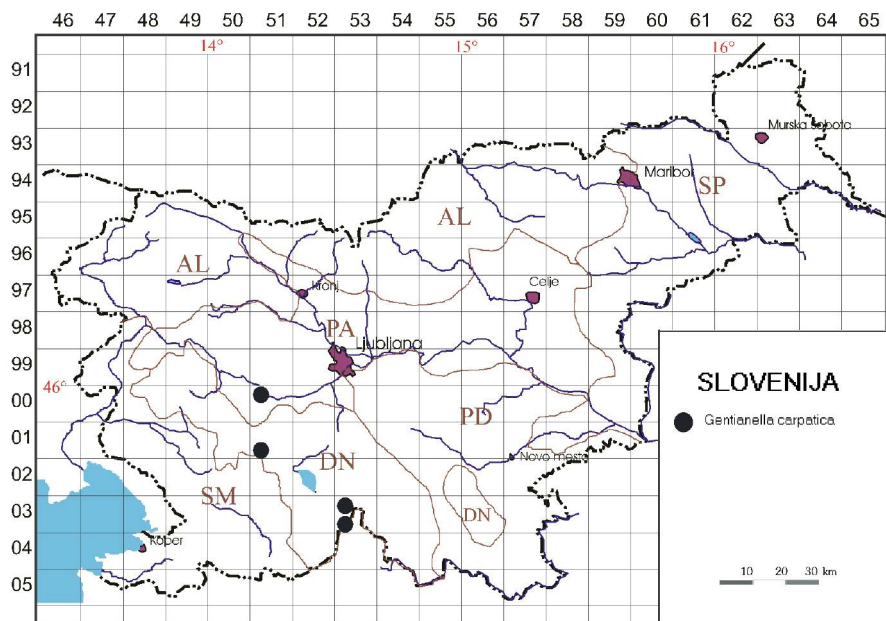 46 47 48 49 50 51 52 53 54 55 56 57 58 59 60 61 62 63 64 65
14° 15° 16°
91
92
93 Murska sobota
94 Maribor SP
95 AL
96 AL
97 Kranj Celje
98 PA
99 Ljubljana
46° SLOVENIJA
00 PD Gentianella carpatica
01 DN Novo mesto
02
03 SM DN
04 Koper
05 10 20 30 km